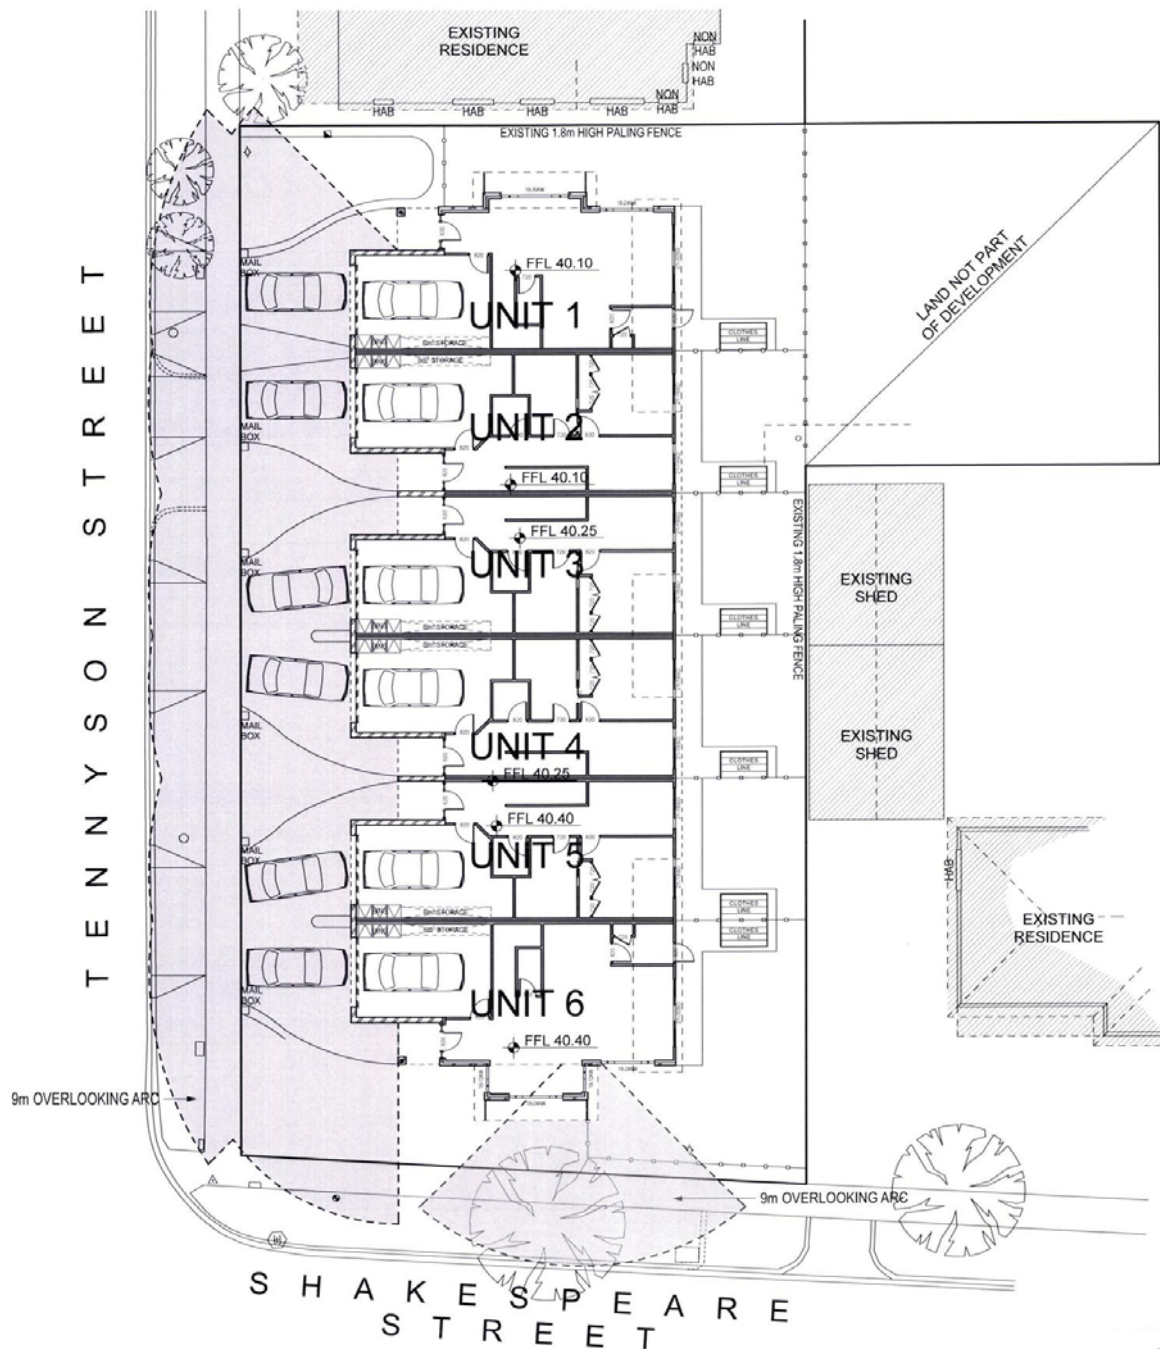 EXISTING
RESIDENCE
NON
HAB
NON
HAB
NON
HAB
HAB
HAB
HAB
HAB
EXISTING 1.8m HIGH PALING FENCE
LAND NOT PART
OF DEVELOPMENT
MAIL
BOX
FFL 40.10
UNIT 1
CLOTHES
LINE
UNIT 2
MAIL
BOX
FFL 40.10
CLOTHES
LINE
FFL 40.25
UNIT 3
MAIL
BOX
CLOTHES
LINE
EXISTING 1.8m HIGH PALING FENCE
EXISTING
SHED
EXISTING
SHED
MAIL
BOX
UNIT 4
FFL 40.25
CLOTHES
LINE
FFL 40.40
UNIT 5
MAIL
BOX
CLOTHES
LINE
CLOTHES
LINE
HAB
EXISTING
RESIDENCE
MAIL
BOX
UNIT 6
FFL 40.40
TENNYSON STREET
9m OVERLOOKING ARC
9m OVERLOOKING ARC
SHAKESPEARE
STREET